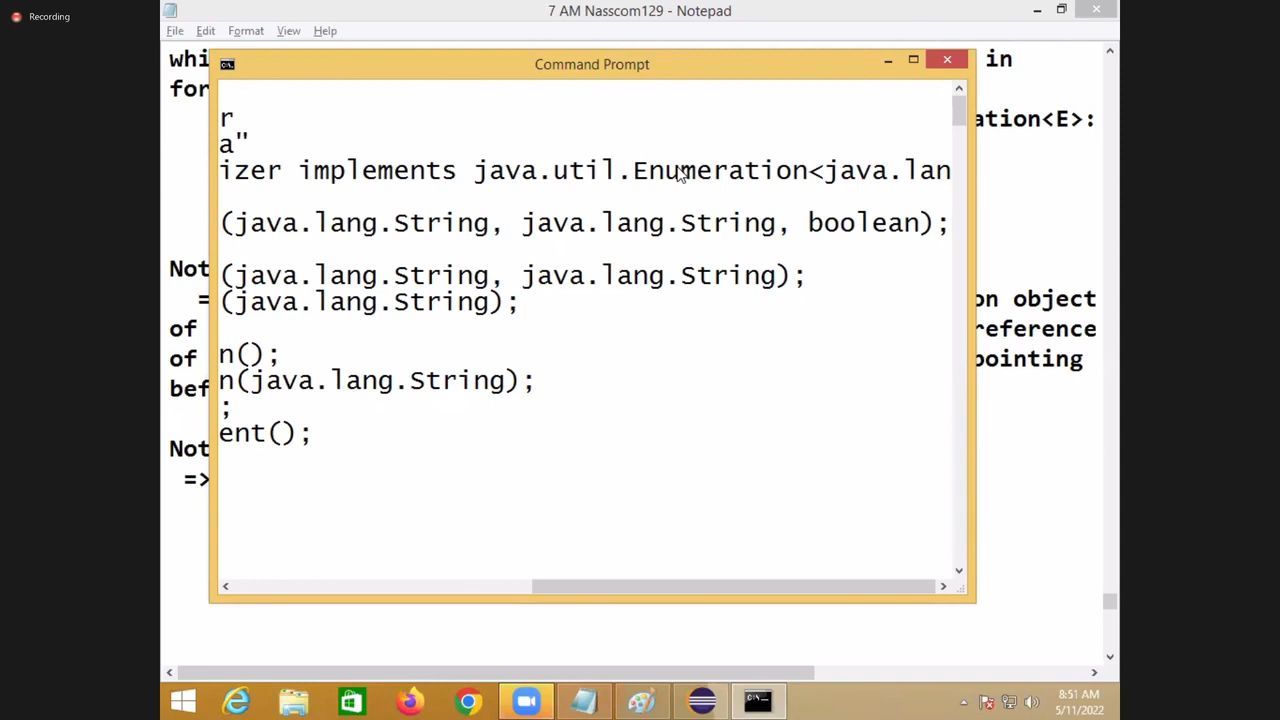 Recording
7 AM Nasscom129 - Notepad
File Edit Format View Help
whi
in
for
ation<E>:
Command Prompt
r
a"
izer implements java.util.Enumeration<java.lan
(java.lang.String, java.lang.String, boolean);
(java.lang.String, java.lang.String);
(java.lang.String);
n();
n(java.lang.String);
;
ent();
Not
=
on object
of
reference
of
pointing
bef
Not
=>
C:\.
8:51 AM
5/11/2022